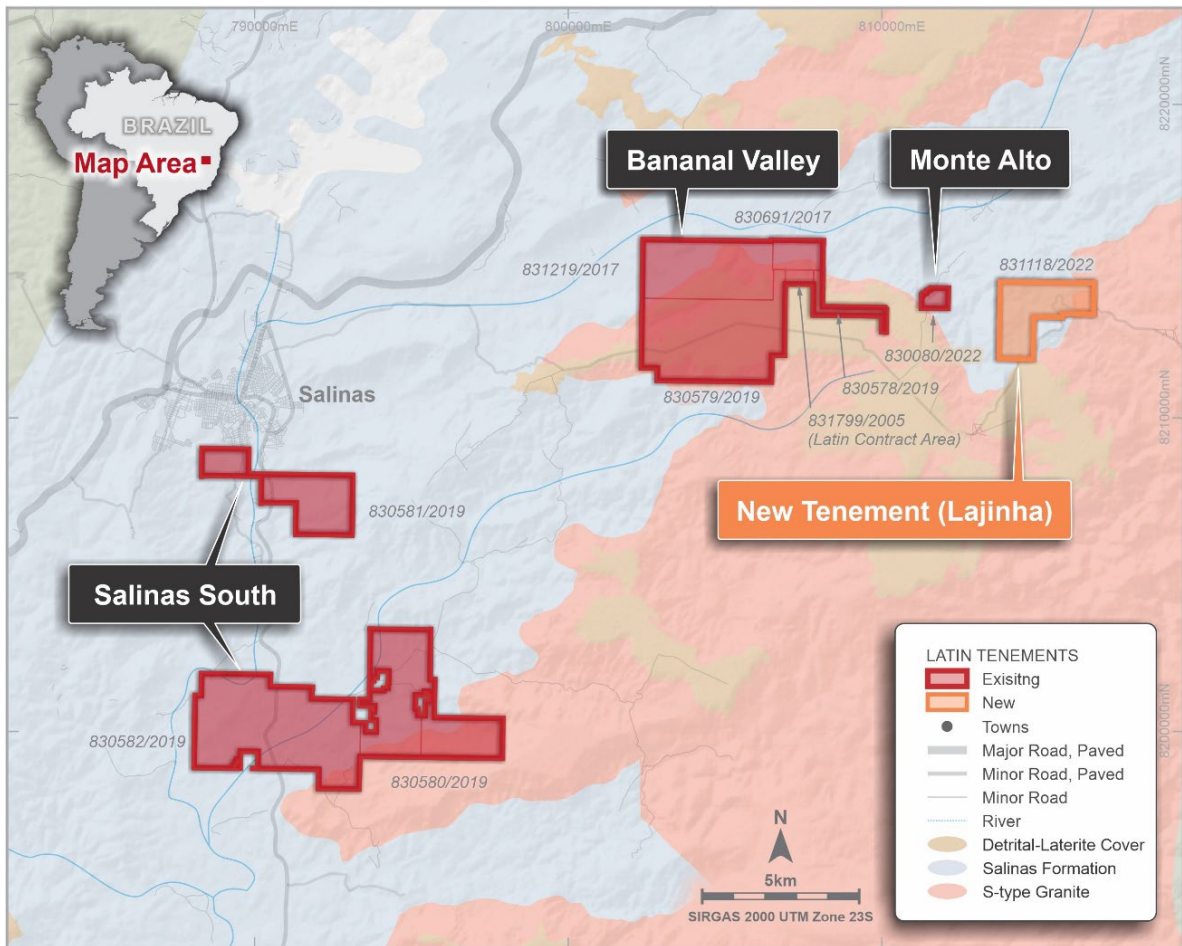 790000mE
800000mE
810000mE
8220000mN
BRAZIL
Map Area
Bananal Valley
Monte Alto
830691/2017
831219/2017
831118/2022
830080/2022
830578/2019
830579/2019
831799/2005
(Latin Contract Area)
8210000mN
Salinas
New Tenement (Lajinha)
830581/2019
Salinas South
830582/2019
830580/2019
8200000mN
LATIN TENEMENTS
Exisitng
New
Towns
Major Road, Paved
Minor Road, Paved
Minor Road
River
Detrital-Laterite Cover
Salinas Formation
S-type Granite
N
5km
SIRGAS 2000 UTM Zone 23S